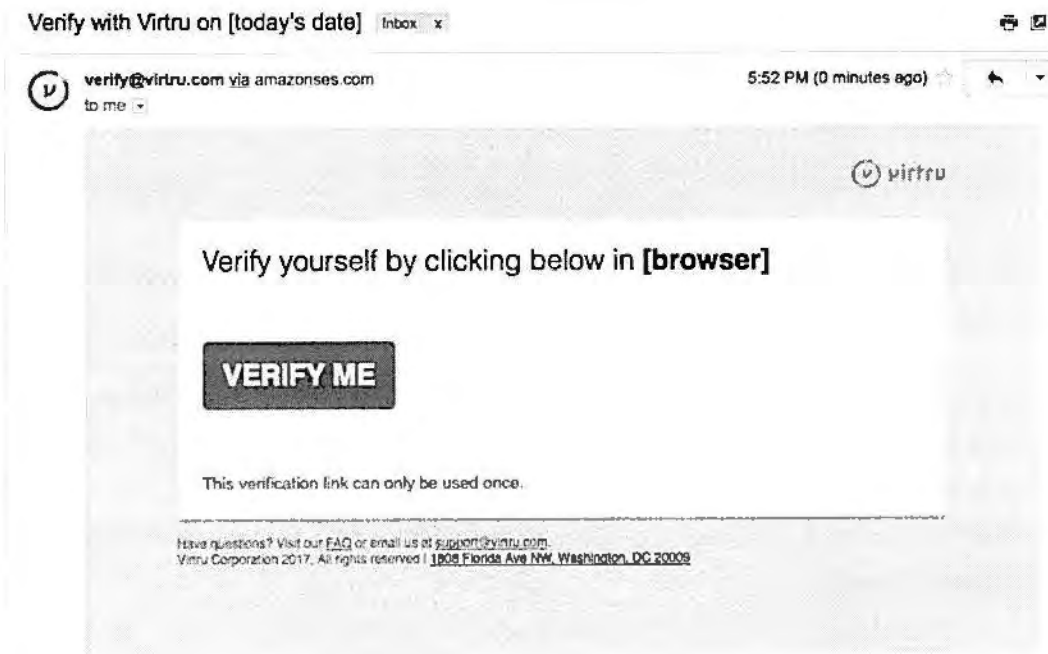 Verify with Virtru on [today's date] Inbox x
verify@virtru.com via amazonses.com 5:52 PM (0 minutes ago)
to me
virtru
Verify yourself by clicking below in [browser]
VERIFY ME
This verification link can only be used once.
Have questions? Visit our FAQ or email us at support@virtru.com.
Virtru Corporation 2017, All rights reserved | 1808 Florida Ave NW, Washington, DC 20009